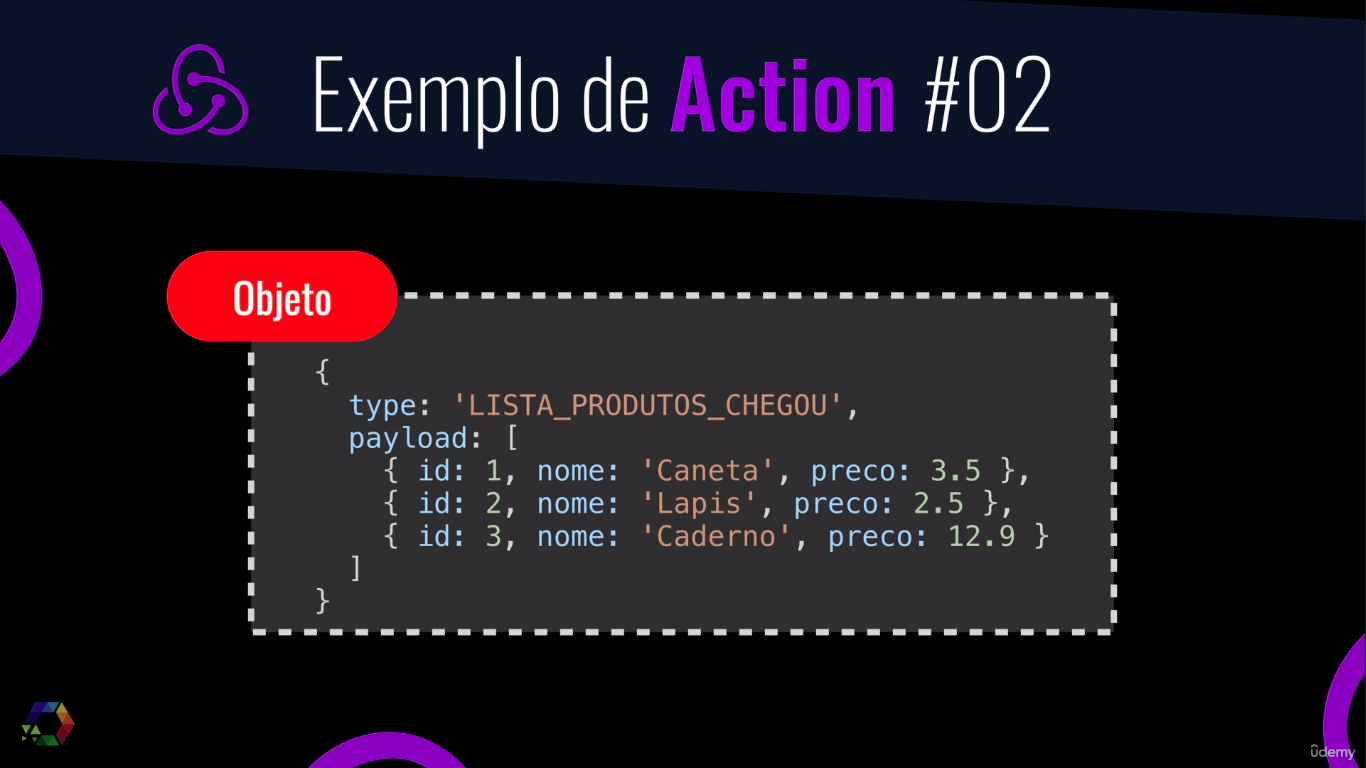 Exemplo de Action #02
Objeto
{
type: 'LISTA_PRODUTOS_CHEGOU',
payload: [
{ id: 1, nome: 'Caneta', preco: 3.5 },
{ id: 2, nome: 'Lapis', preco: 2.5 },
{ id: 3, nome: 'Caderno', preco: 12.9 }
]
}
ûdemy